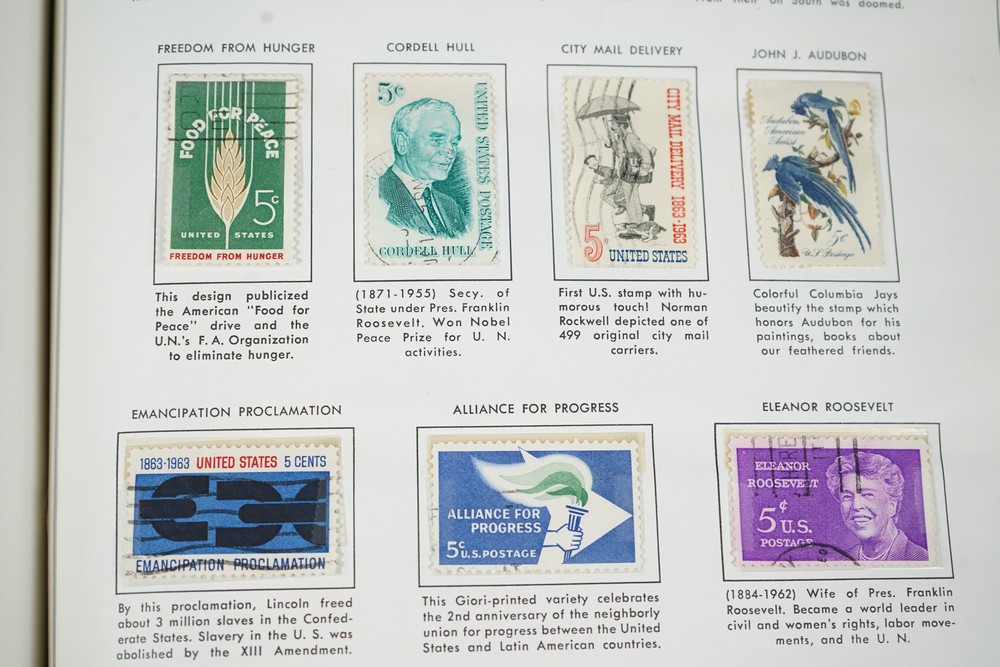 From then on South was doomed.
FREEDOM FROM HUNGER
FOOD FOR PEACE
5c
UNITED STATES
FREEDOM FROM HUNGER
This design publicized
the American "Food for
Peace" drive and the
U.N.'s F. A. Organization
to eliminate hunger.
CORDELL HULL
5c
UNITED STATES POSTAGE
CORDELL HULL
(1871-1955) Secy. of
State under Pres. Franklin
Roosevelt. Won Nobel
Peace Prize for U. N.
activities.
CITY MAIL DELIVERY
CITY MAIL DELIVERY 1863-1963
5c
UNITED STATES
First U.S. stamp with hu-
morous touch! Norman
Rockwell depicted one of
499 original city mail
carriers.
JOHN J. AUDUBON
Audubon,
American
Artist
5c
U.S. Postage
Colorful Columbia Jays
beautify the stamp which
honors Audubon for his
paintings, books about
our feathered friends.
EMANCIPATION PROCLAMATION
1863-1963 UNITED STATES 5 CENTS
EMANCIPATION PROCLAMATION
By this proclamation, Lincoln freed
about 3 million slaves in the Confed-
erate States. Slavery in the U. S. was
abolished by the XIII Amendment.
ALLIANCE FOR PROGRESS
ALLIANCE FOR
PROGRESS
5c U.S. POSTAGE
This Giori-printed variety celebrates
the 2nd anniversary of the neighborly
union for progress between the United
States and Latin American countries.
ELEANOR ROOSEVELT
ELEANOR
ROOSEVELT
5¢
U.S.
POSTAGE
(1884-1962) Wife of Pres. Franklin
Roosevelt. Became a world leader in
civil and women's rights, labor move-
ments, and the U. N.